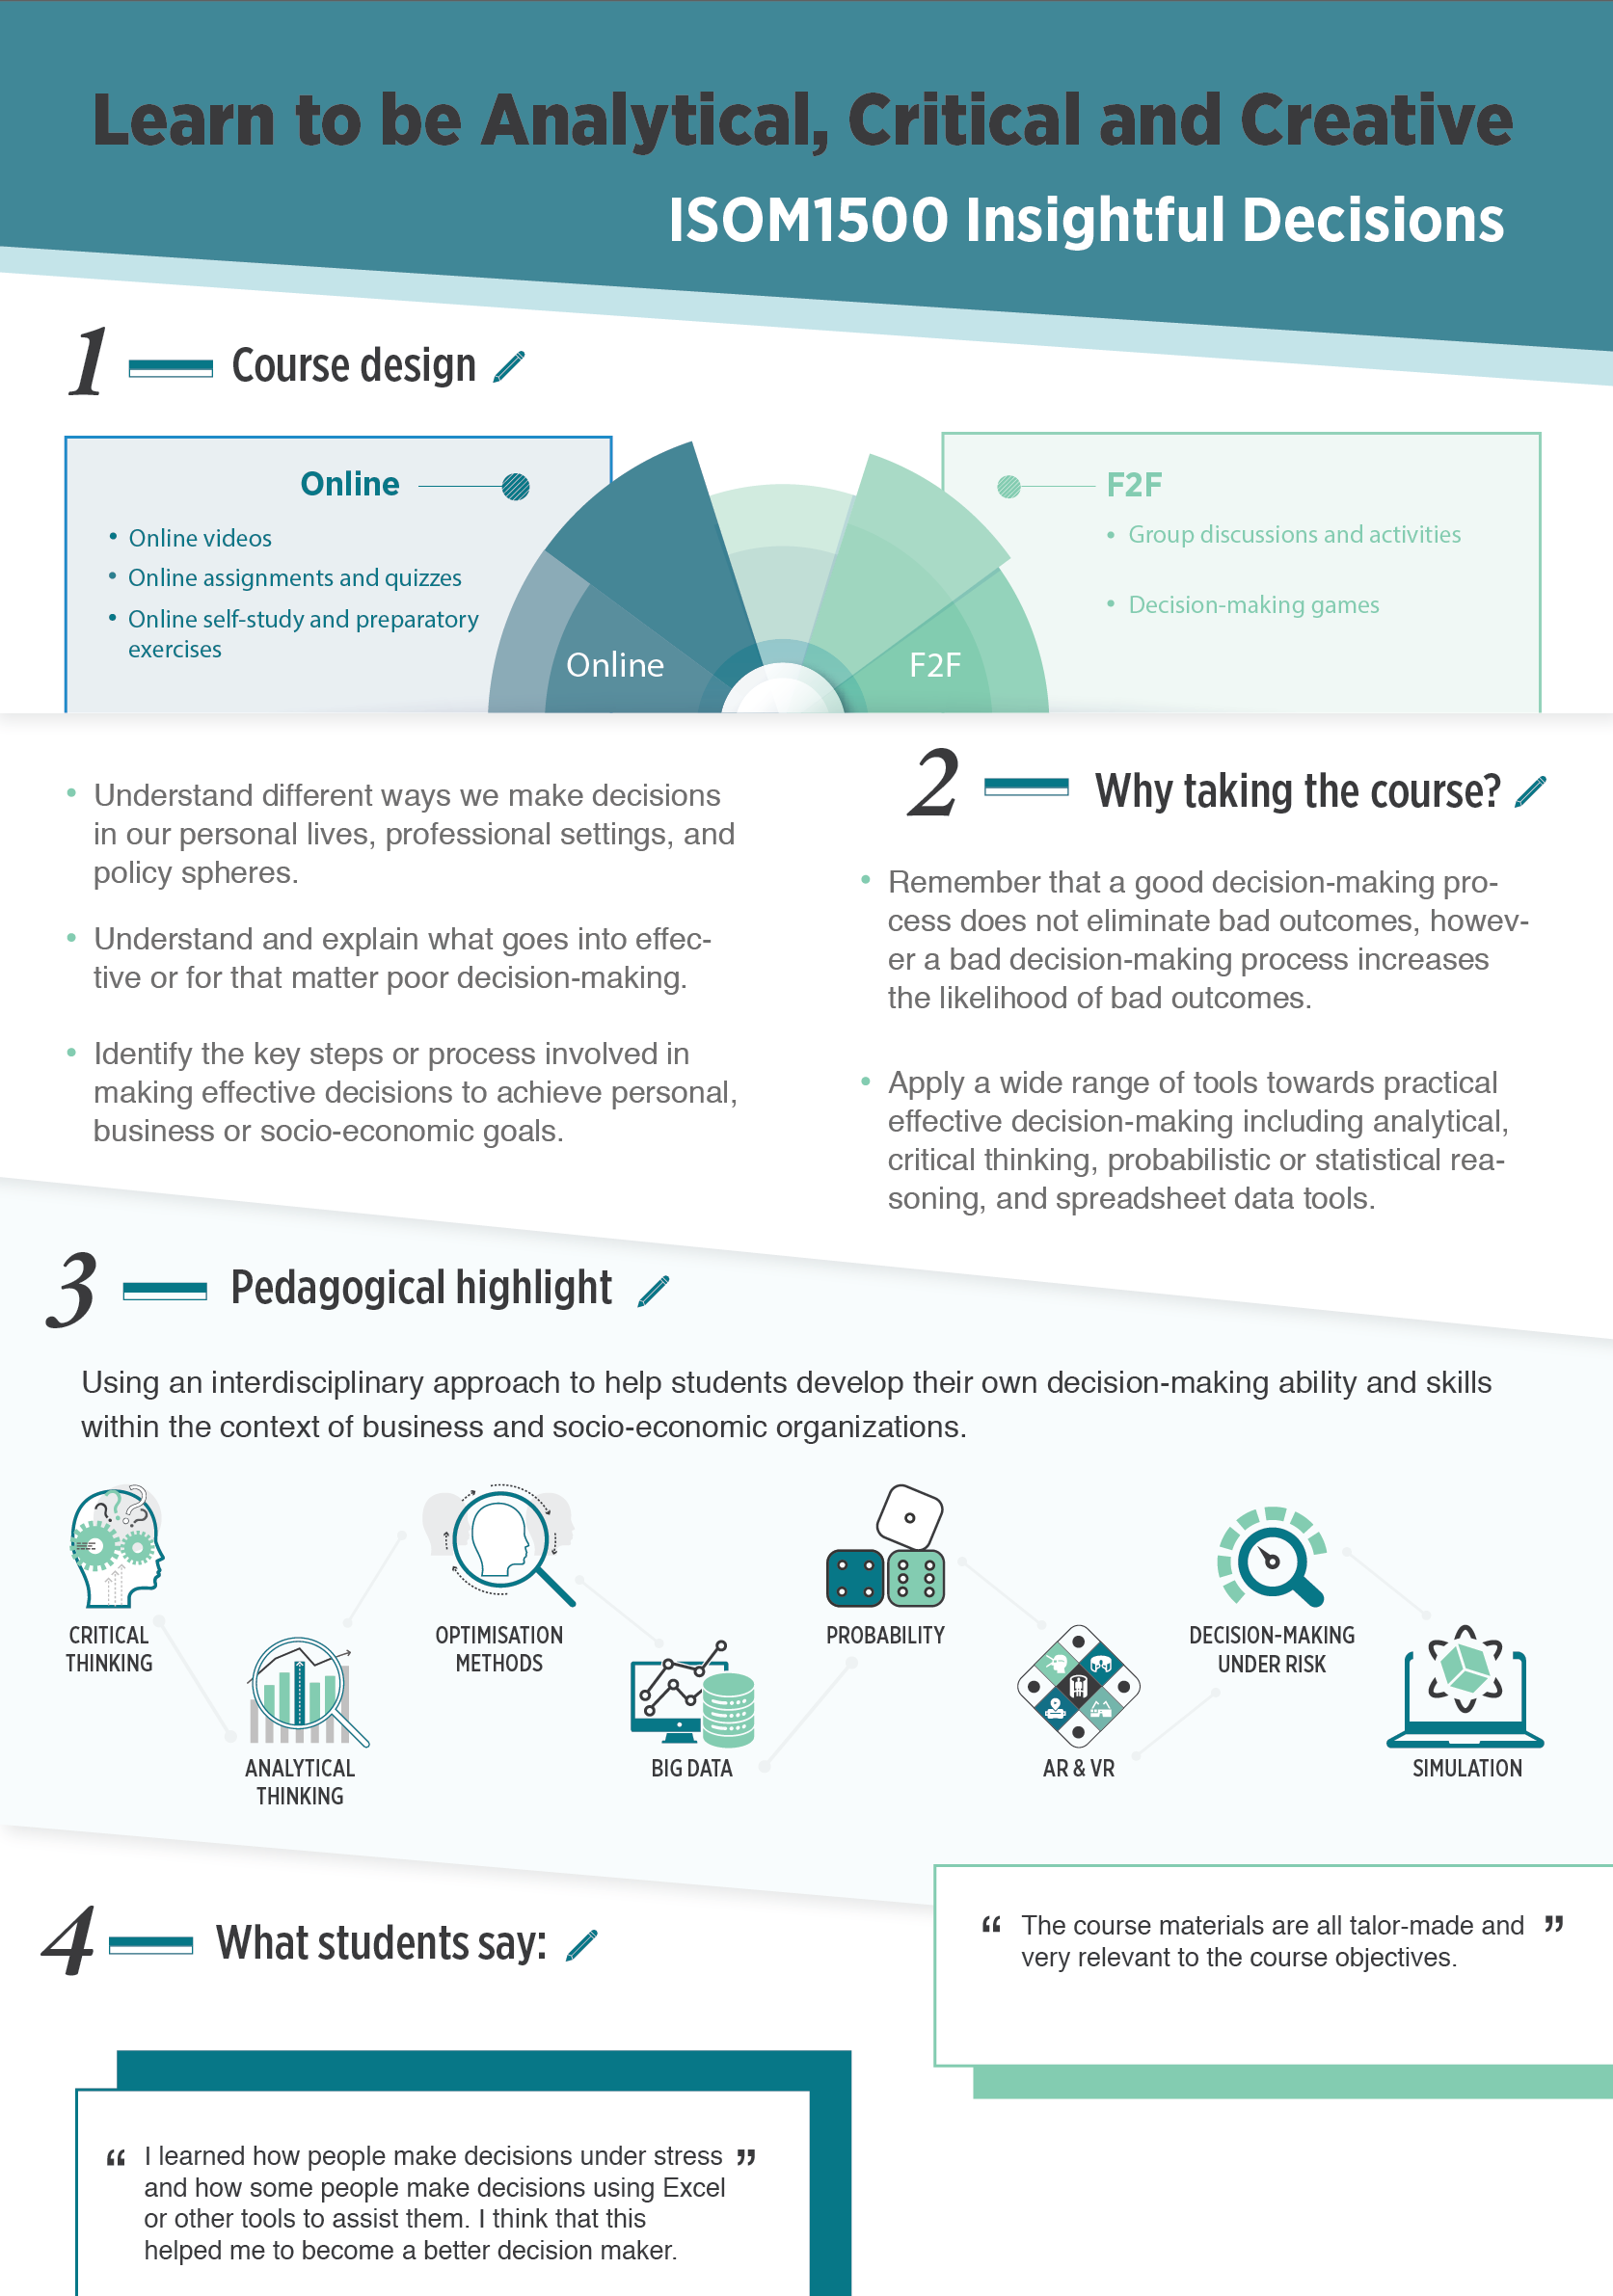 Learn to be Analytical, Critical and Creative
ISOM1500 Insightful Decisions
1
Course design
Online
• Online videos
• Online assignments and quizzes
• Online self-study and preparatory
exercises
Online
F2F
F2F
• Group discussions and activities
• Decision-making games
• Understand different ways we make decisions
in our personal lives, professional settings, and
policy spheres.
• Understand and explain what goes into effec-
tive or for that matter poor decision-making.
• Identify the key steps or process involved in
making effective decisions to achieve personal,
business or socio-economic goals.
2
Why taking the course?
• Remember that a good decision-making pro-
cess does not eliminate bad outcomes, howev-
er a bad decision-making process increases
the likelihood of bad outcomes.
• Apply a wide range of tools towards practical
effective decision-making including analytical,
critical thinking, probabilistic or statistical rea-
soning, and spreadsheet data tools.
3
Pedagogical highlight
Using an interdisciplinary approach to help students develop their own decision-making ability and skills
within the context of business and socio-economic organizations.
CRITICAL
THINKING
ANALYTICAL
THINKING
OPTIMISATION
METHODS
BIG DATA
PROBABILITY
AR & VR
DECISION-MAKING
UNDER RISK
SIMULATION
4
What students say:
“ The course materials are all talor-made and ”
very relevant to the course objectives.
“ I learned how people make decisions under stress ”
and how some people make decisions using Excel
or other tools to assist them. I think that this
helped me to become a better decision maker.